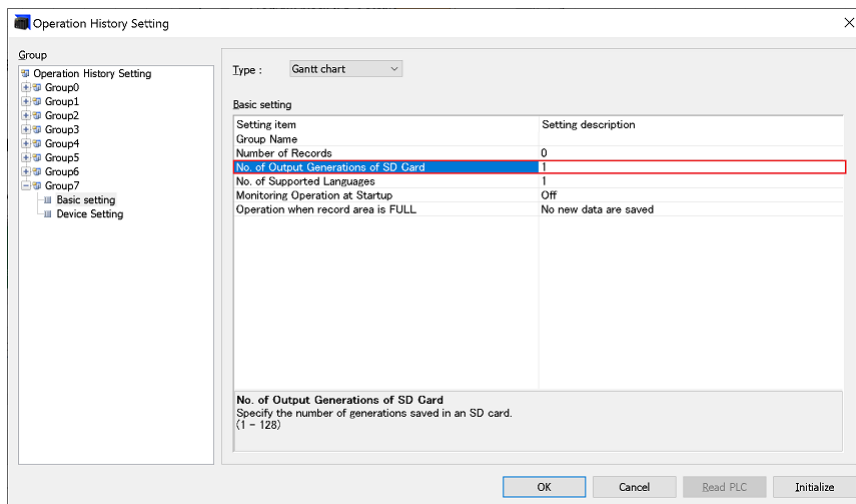 Operation History Setting
Group
Operation History Setting
Group0
Group1
Group2
Group3
Group4
Group5
Group6
Group7
Basic setting
Device Setting
Type : Gantt chart
Basic setting
Setting item Setting description
Group Name
Number of Records 0
No. of Output Generations of SD Card 1
No. of Supported Languages 1
Monitoring Operation at Startup Off
Operation when record area is FULL No new data are saved
No. of Output Generations of SD Card
Specify the number of generations saved in an SD card.
(1 - 128)
OK Cancel Read PLC Initialize